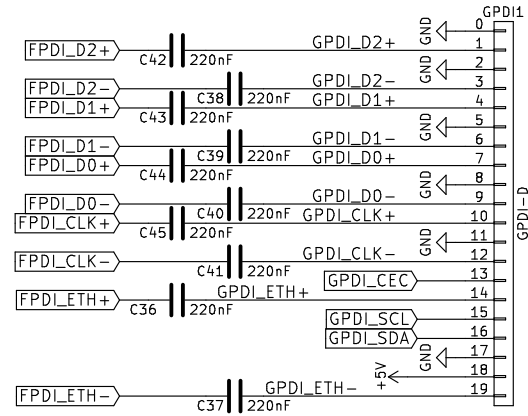 GPDI1
GND 0
FPDI_D2+ C42 220nF GPDI_D2+ 1
GND 2
FPDI_D2- C38 220nF GPDI_D2- 3
FPDI_D1+ C43 220nF GPDI_D1+ 4
GND 5
FPDI_D1- C39 220nF GPDI_D1- 6
FPDI_D0+ C44 220nF GPDI_D0+ 7
GND 8
FPDI_D0- C40 220nF GPDI_D0- 9
FPDI_CLK+ C45 220nF GPDI_CLK+ 10
GND 11
FPDI_CLK- C41 220nF GPDI_CLK- 12
GPDI_CEC 13
FPDI_ETH+ C36 220nF GPDI_ETH+ 14
GPDI_SCL 15
GPDI_SDA 16
GND 17
+5V 18
FPDI_ETH- C37 220nF GPDI_ETH- 19
GPDI-D